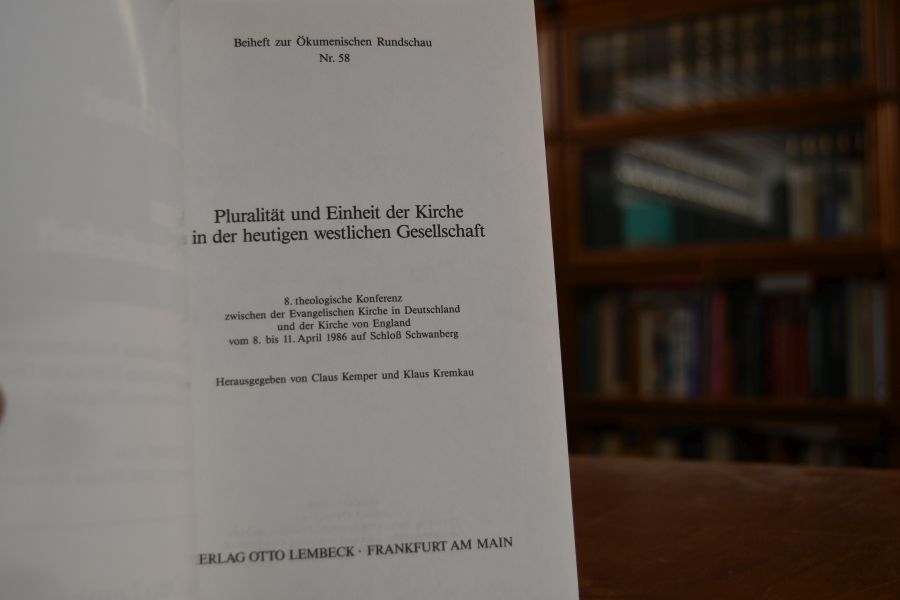 Beiheft zur Ökumenischen Rundschau
Nr. 58
Pluralität und Einheit der Kirche
in der heutigen westlichen Gesellschaft
8. theologische Konferenz
zwischen der Evangelischen Kirche in Deutschland
und der Kirche von England
vom 8. bis 11. April 1986 auf Schloß Schwanberg
Herausgegeben von Claus Kemper und Klaus Kremkau
ERLAG OTTO LEMBECK · FRANKFURT AM MAIN